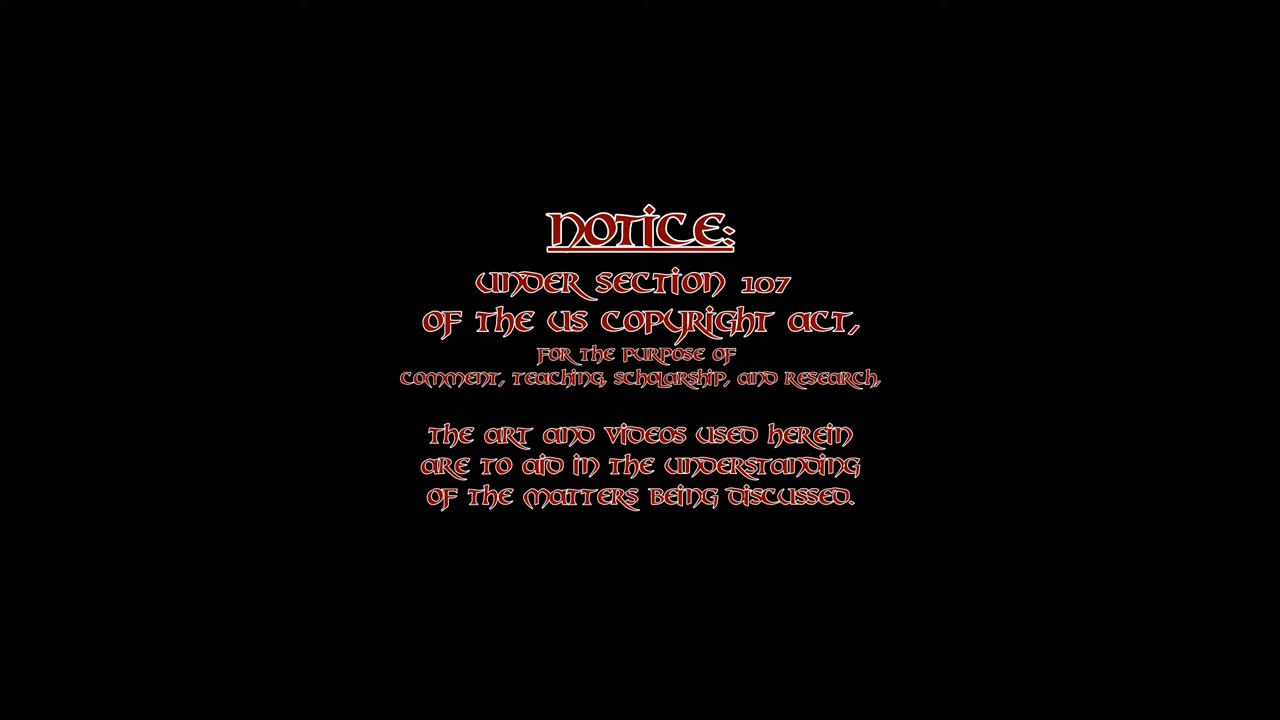 NOTICE:
UNDER SECTION 107
OF THE US COPYRIGHT ACT,
FOR THE PURPOSE OF
COMMENT, TEACHING, SCHOLARSHIP, AND RESEARCH,
THE ART AND VIDEOS USED HEREIN
ARE TO AID IN THE UNDERSTANDING
OF THE MATTERS BEING DISCUSSED.